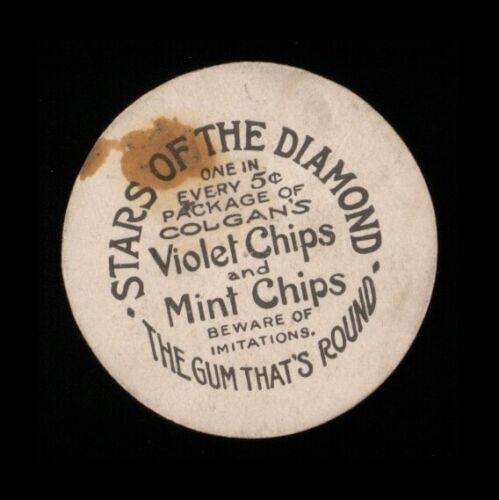 STARS OF THE DIAMOND
ONE IN
EVERY 5¢
PACKAGE OF
COLGAN'S
Violet Chips
and
Mint Chips
BEWARE OF
IMITATIONS.
THE GUM THAT'S ROUND